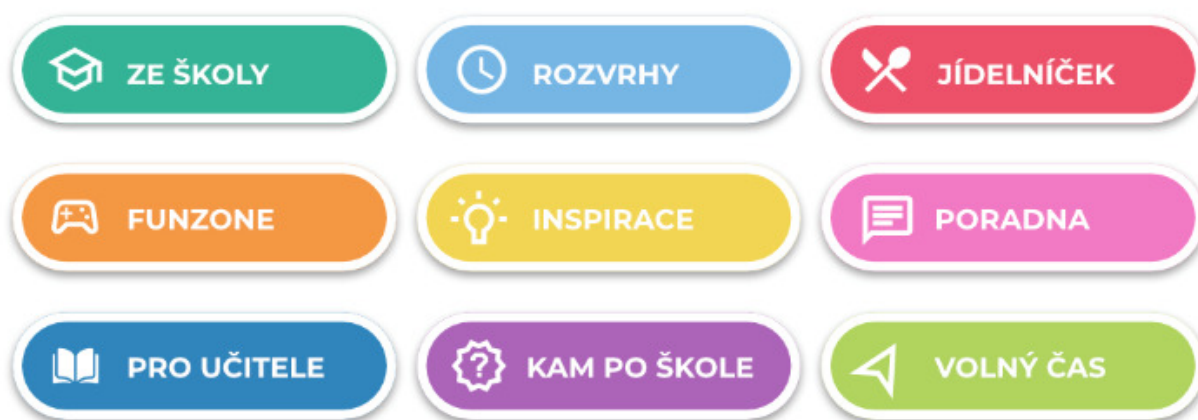 ZE ŠKOLY
ROZVRHY
JÍDELNÍČEK
FUNZONE
INSPIRACE
PORADNA
PRO UČITELE
KAM PO ŠKOLE
VOLNÝ ČAS